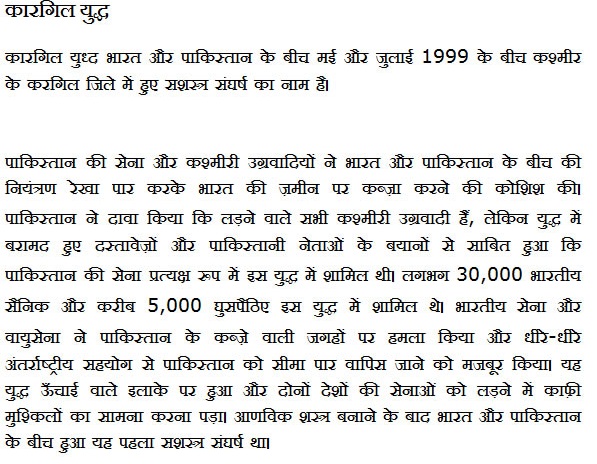 कारगिल युद्ध
कारगिल युध्द भारत और पाकिस्तान के बीच मई और जुलाई 1999 के बीच कश्मीर
के करगिल जिले में हुए सशस्त्र संघर्ष का नाम है।
पाकिस्तान की सेना और कश्मीरी उग्रवादियों ने भारत और पाकिस्तान के बीच की
नियंत्रण रेखा पार करके भारत की ज़मीन पर कब्ज़ा करने की कोशिश की।
पाकिस्तान ने दावा किया कि लड़ने वाले सभी कश्मीरी उग्रवादी हैं, लेकिन युद्ध में
बरामद हुए दस्तावेज़ों और पाकिस्तानी नेताओं के बयानों से साबित हुआ कि
पाकिस्तान की सेना प्रत्यक्ष रूप में इस युद्ध में शामिल थी। लगभग 30,000 भारतीय
सैनिक और करीब 5,000 घुसपैठिए इस युद्ध में शामिल थे। भारतीय सेना और
वायुसेना ने पाकिस्तान के कब्ज़े वाली जगहों पर हमला किया और धीरे-धीरे
अंतर्राष्ट्रीय सहयोग से पाकिस्तान को सीमा पार वापिस जाने को मजबूर किया। यह
युद्ध ऊँचाई वाले इलाके पर हुआ और दोनों देशों की सेनाओं को लड़ने में काफ़ी
मुश्किलों का सामना करना पड़ा। आणविक शस्त्र बनाने के बाद भारत और पाकिस्तान
के बीच हुआ यह पहला सशस्त्र संघर्ष था।